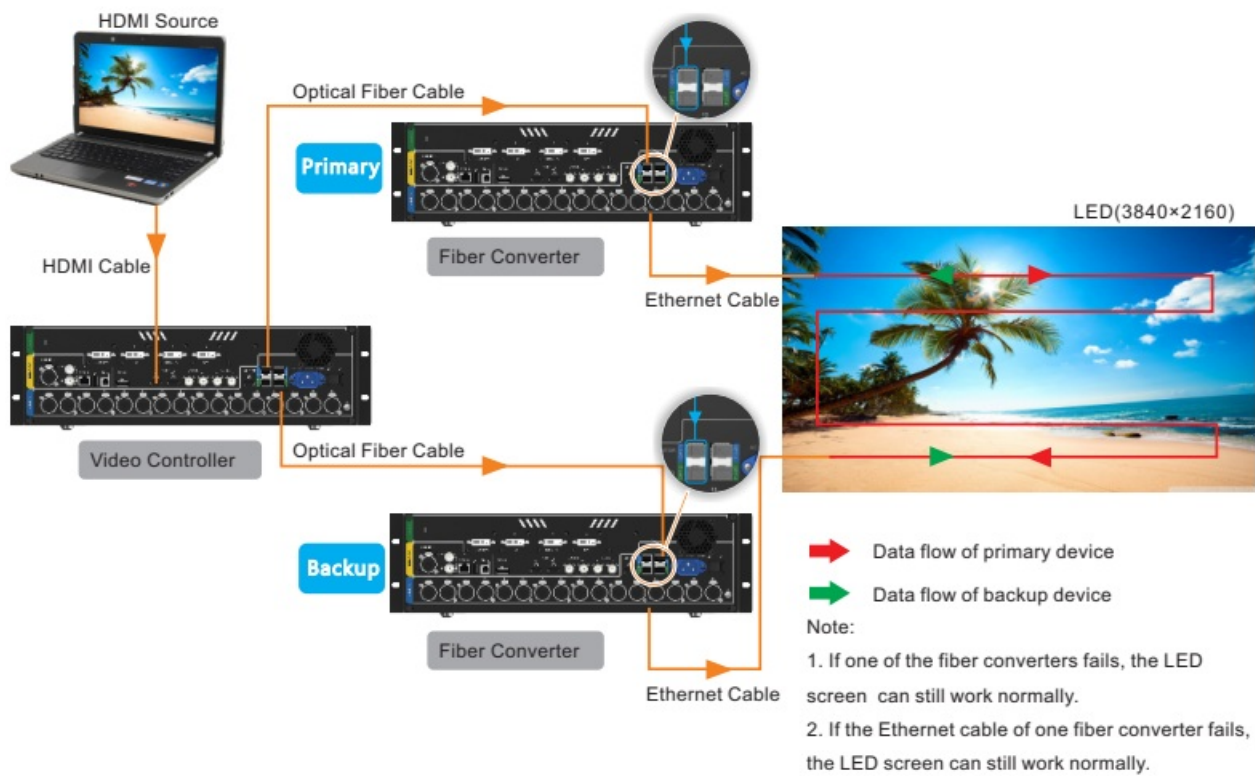 HDMI Source
Optical Fiber Cable
Primary
Fiber Converter
LED(3840×2160)
HDMI Cable
Ethernet Cable
Video Controller
Optical Fiber Cable
Backup
Fiber Converter
Ethernet Cable
Data flow of primary device
Data flow of backup device
Note:
1. If one of the fiber converters fails, the LED
screen can still work normally.
2. If the Ethernet cable of one fiber converter fails,
the LED screen can still work normally.